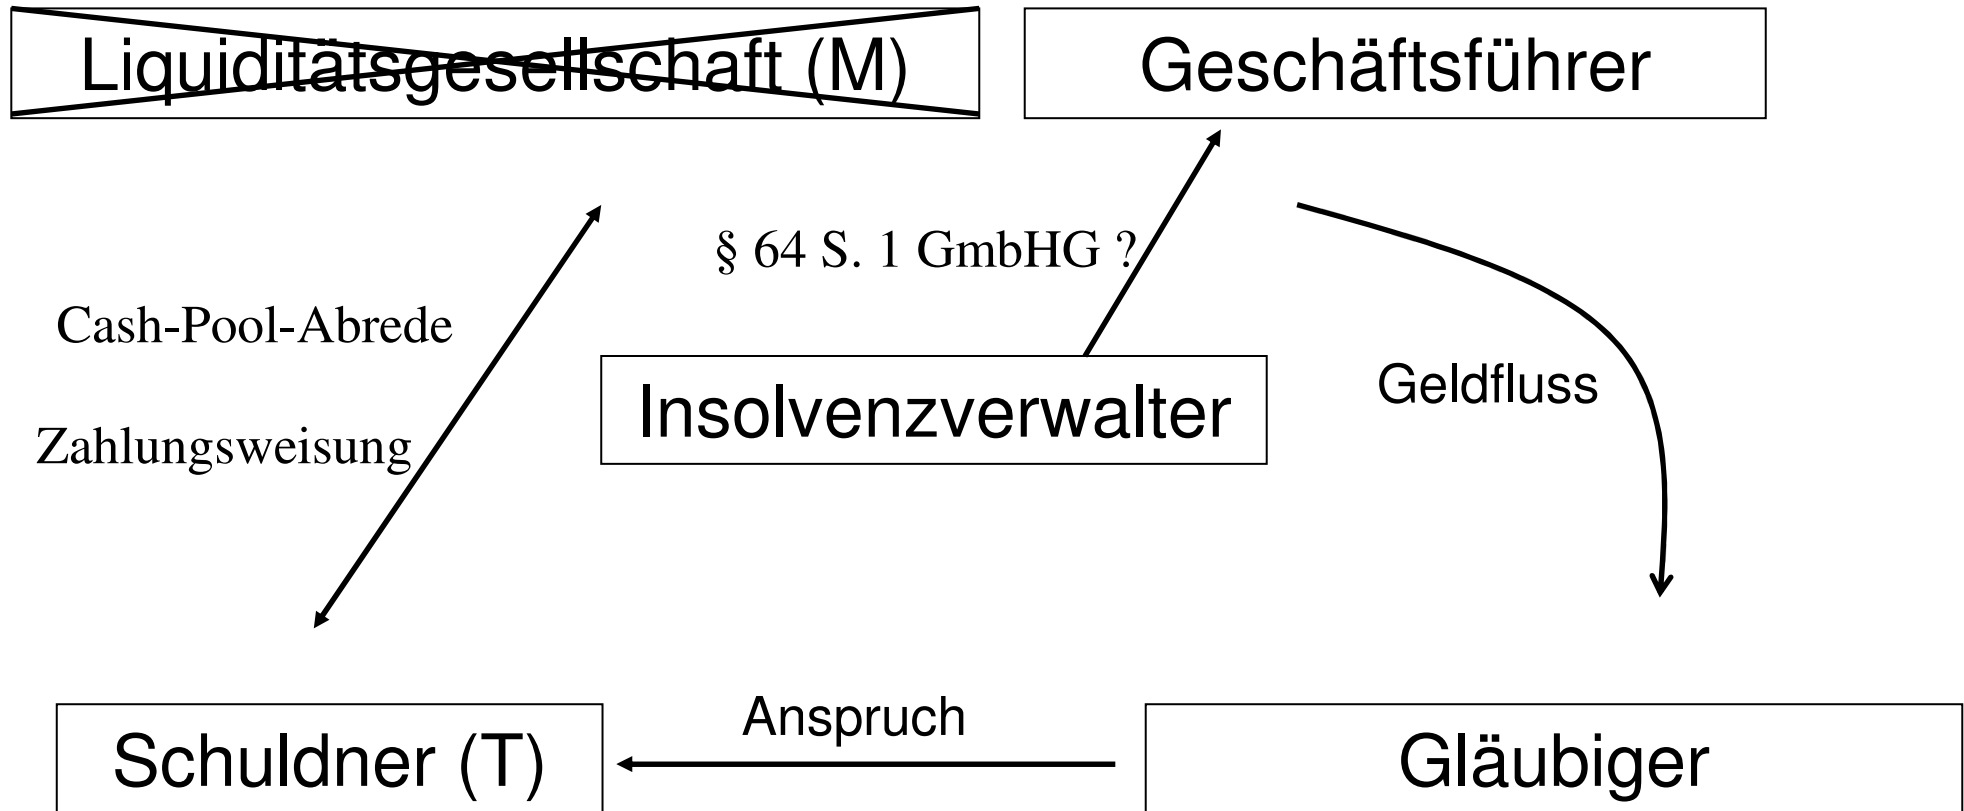 Liquiditätsgesellschaft (M)
Geschäftsführer
§ 64 S. 1 GmbHG ?
Cash-Pool-Abrede
Geldfluss
Insolvenzverwalter
Zahlungsweisung
Anspruch
Schuldner (T)
Gläubiger